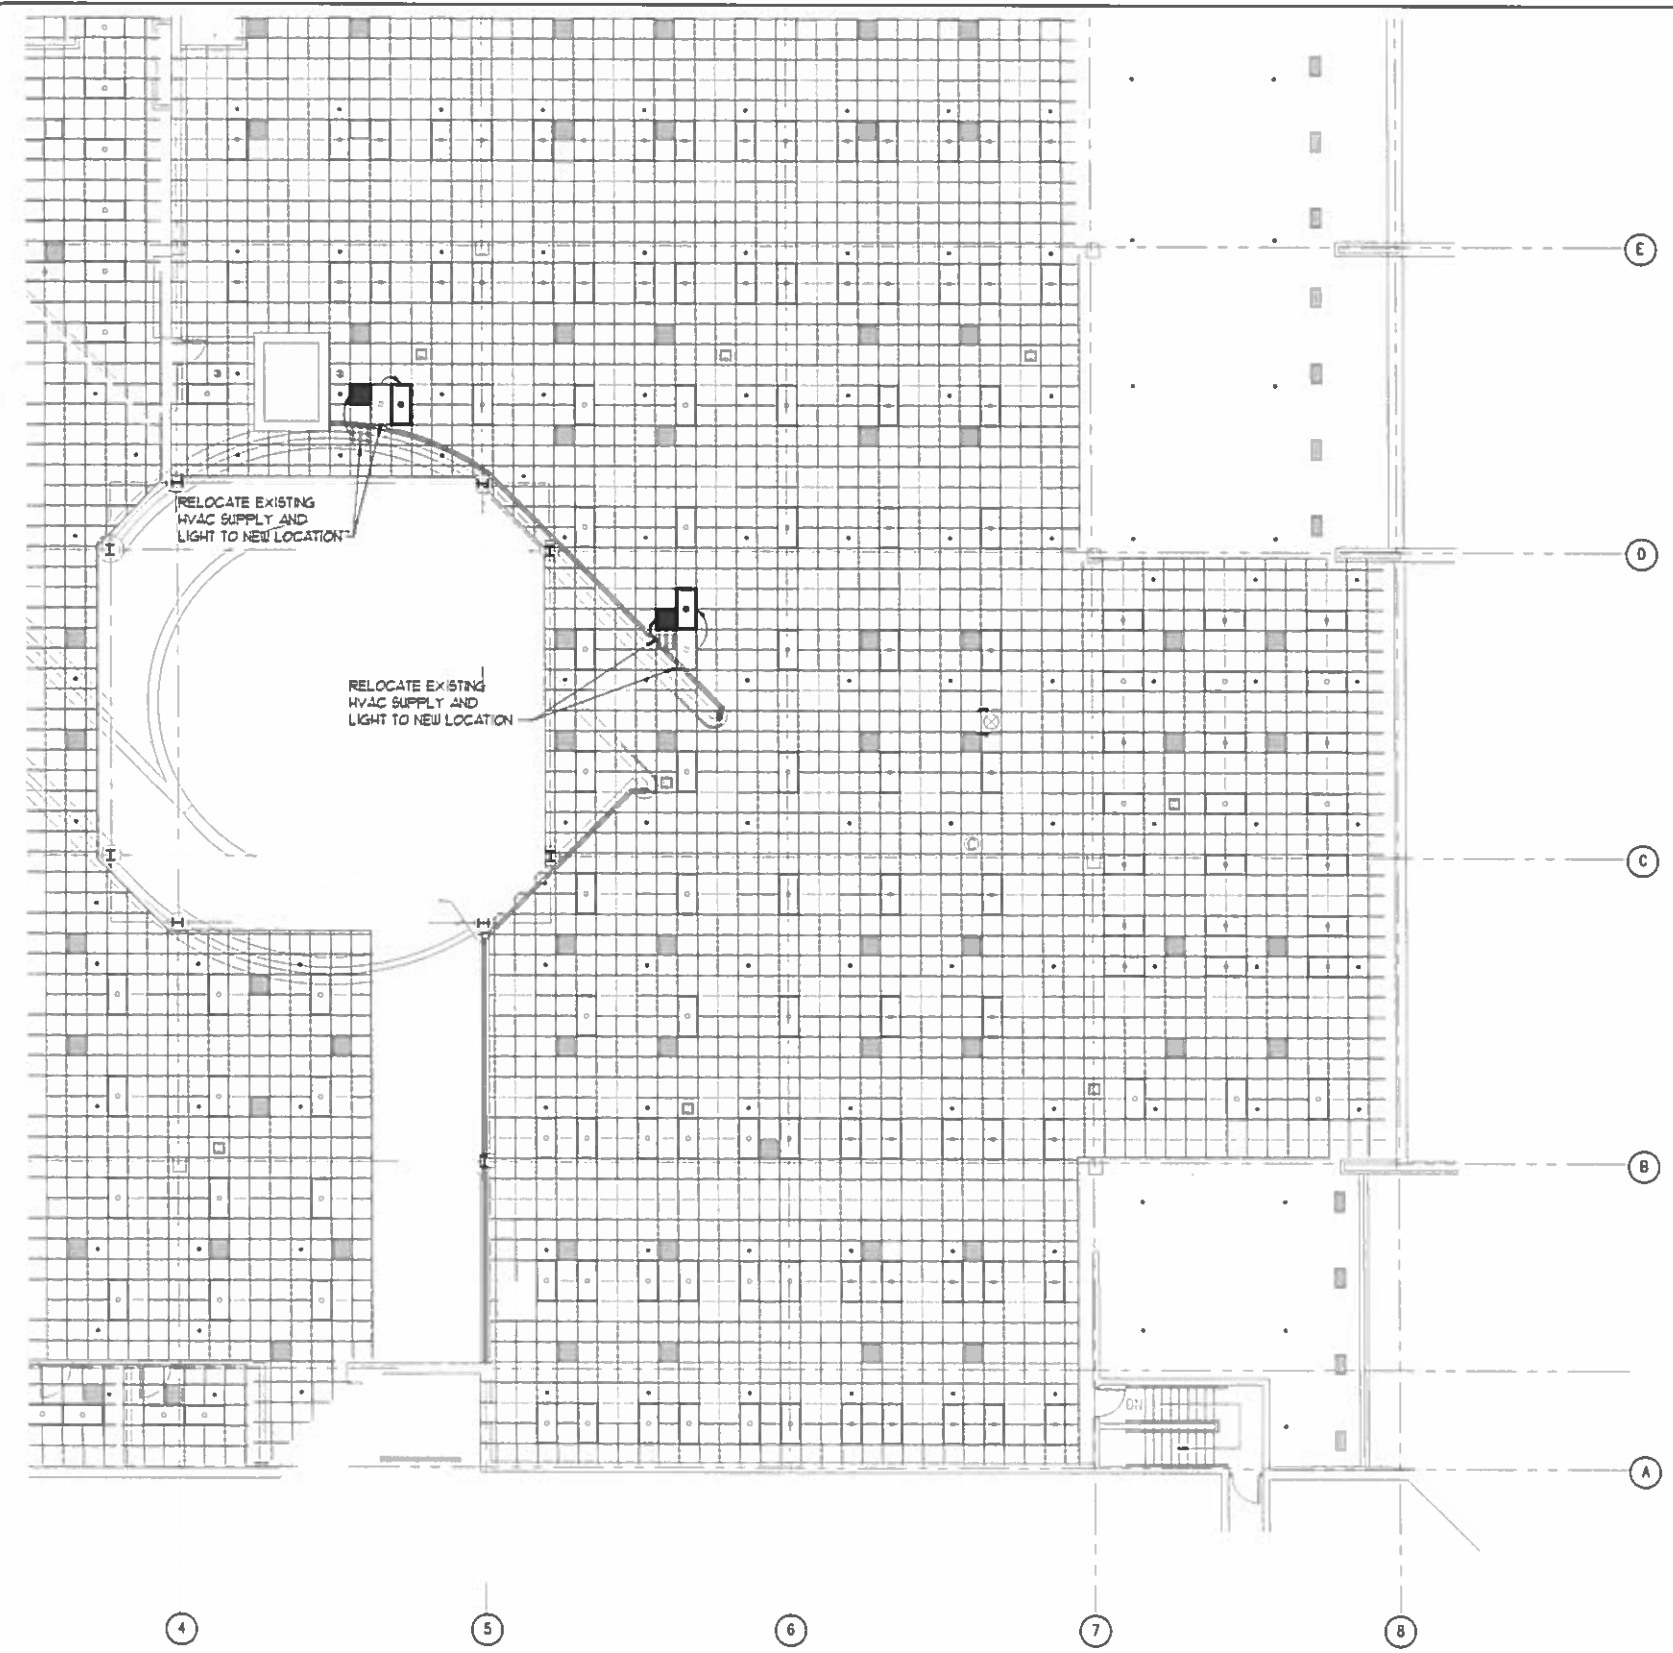 E
RELOCATE EXISTING
HVAC SUPPLY AND
LIGHT TO NEW LOCATION
D
RELOCATE EXISTING
HVAC SUPPLY AND
LIGHT TO NEW LOCATION
C
B
DN
A
4
5
6
7
8